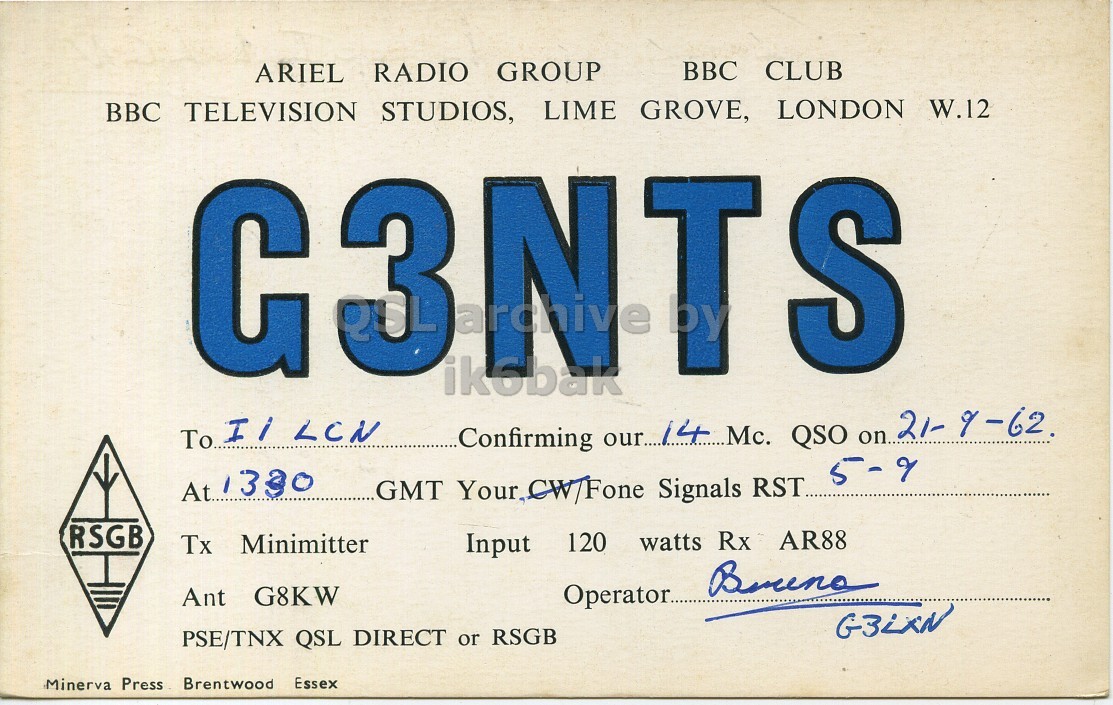 ARIEL RADIO GROUP BBC CLUB
BBC TELEVISION STUDIOS, LIME GROVE, LONDON W.12
G3NTS
QSL archive by
ik6bak
To I1 LCN Confirming our 14 Mc. QSO on 21-9-62.
At 1330 GMT Your CW/Fone Signals RST 5-9
RSGB
Tx Minimitter Input 120 watts Rx AR88
Ant G8KW Operator
G3LXN
PSE/TNX QSL DIRECT or RSGB
Minerva Press Brentwood Essex